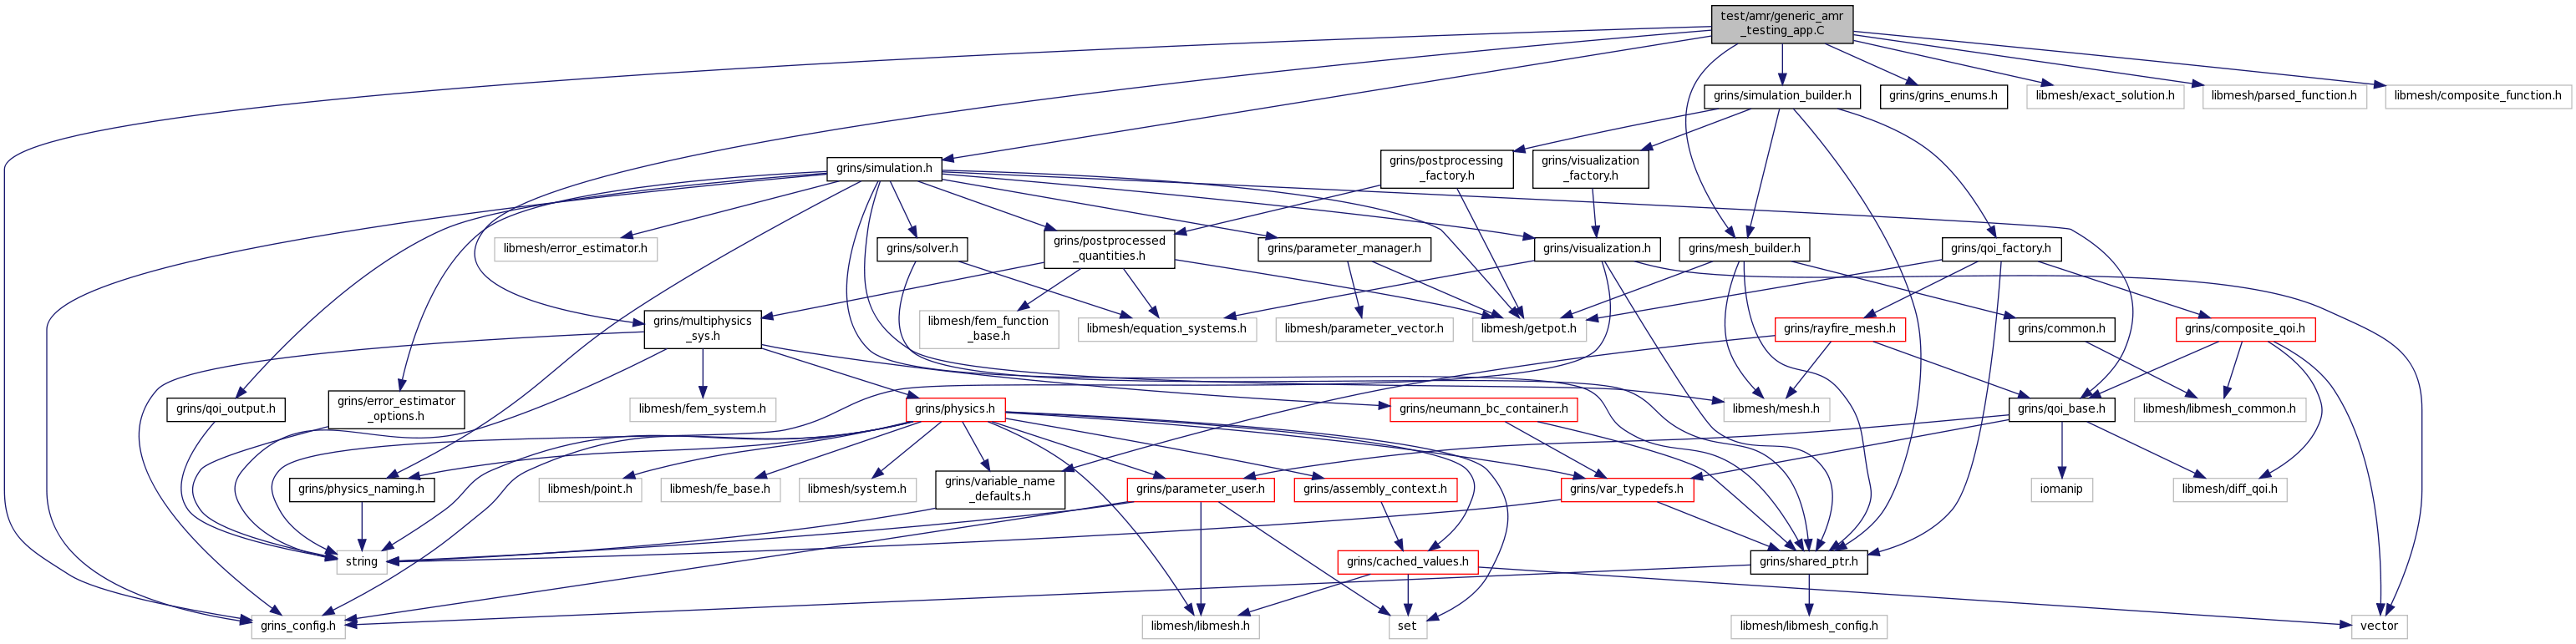 test/amr/generic_amr
_testing_app.C
grins/simulation_builder.h
grins/grins_enums.h
libmesh/exact_solution.h
libmesh/parsed_function.h
libmesh/composite_function.h
grins/simulation.h
grins/postprocessing
_factory.h
grins/visualization
_factory.h
libmesh/error_estimator.h
grins/solver.h
grins/postprocessed
_quantities.h
grins/parameter_manager.h
grins/visualization.h
grins/mesh_builder.h
grins/qoi_factory.h
grins/multiphysics
_sys.h
libmesh/fem_function
_base.h
libmesh/equation_systems.h
libmesh/parameter_vector.h
libmesh/getpot.h
grins/rayfire_mesh.h
grins/common.h
grins/composite_qoi.h
grins/qoi_output.h
grins/error_estimator
_options.h
libmesh/fem_system.h
grins/physics.h
grins/neumann_bc_container.h
libmesh/mesh.h
grins/qoi_base.h
libmesh/libmesh_common.h
grins/physics_naming.h
libmesh/point.h
libmesh/fe_base.h
libmesh/system.h
grins/variable_name
_defaults.h
grins/parameter_user.h
grins/assembly_context.h
grins/var_typedefs.h
iomanip
libmesh/diff_qoi.h
string
grins/cached_values.h
grins/shared_ptr.h
grins_config.h
libmesh/libmesh.h
set
libmesh/libmesh_config.h
vector